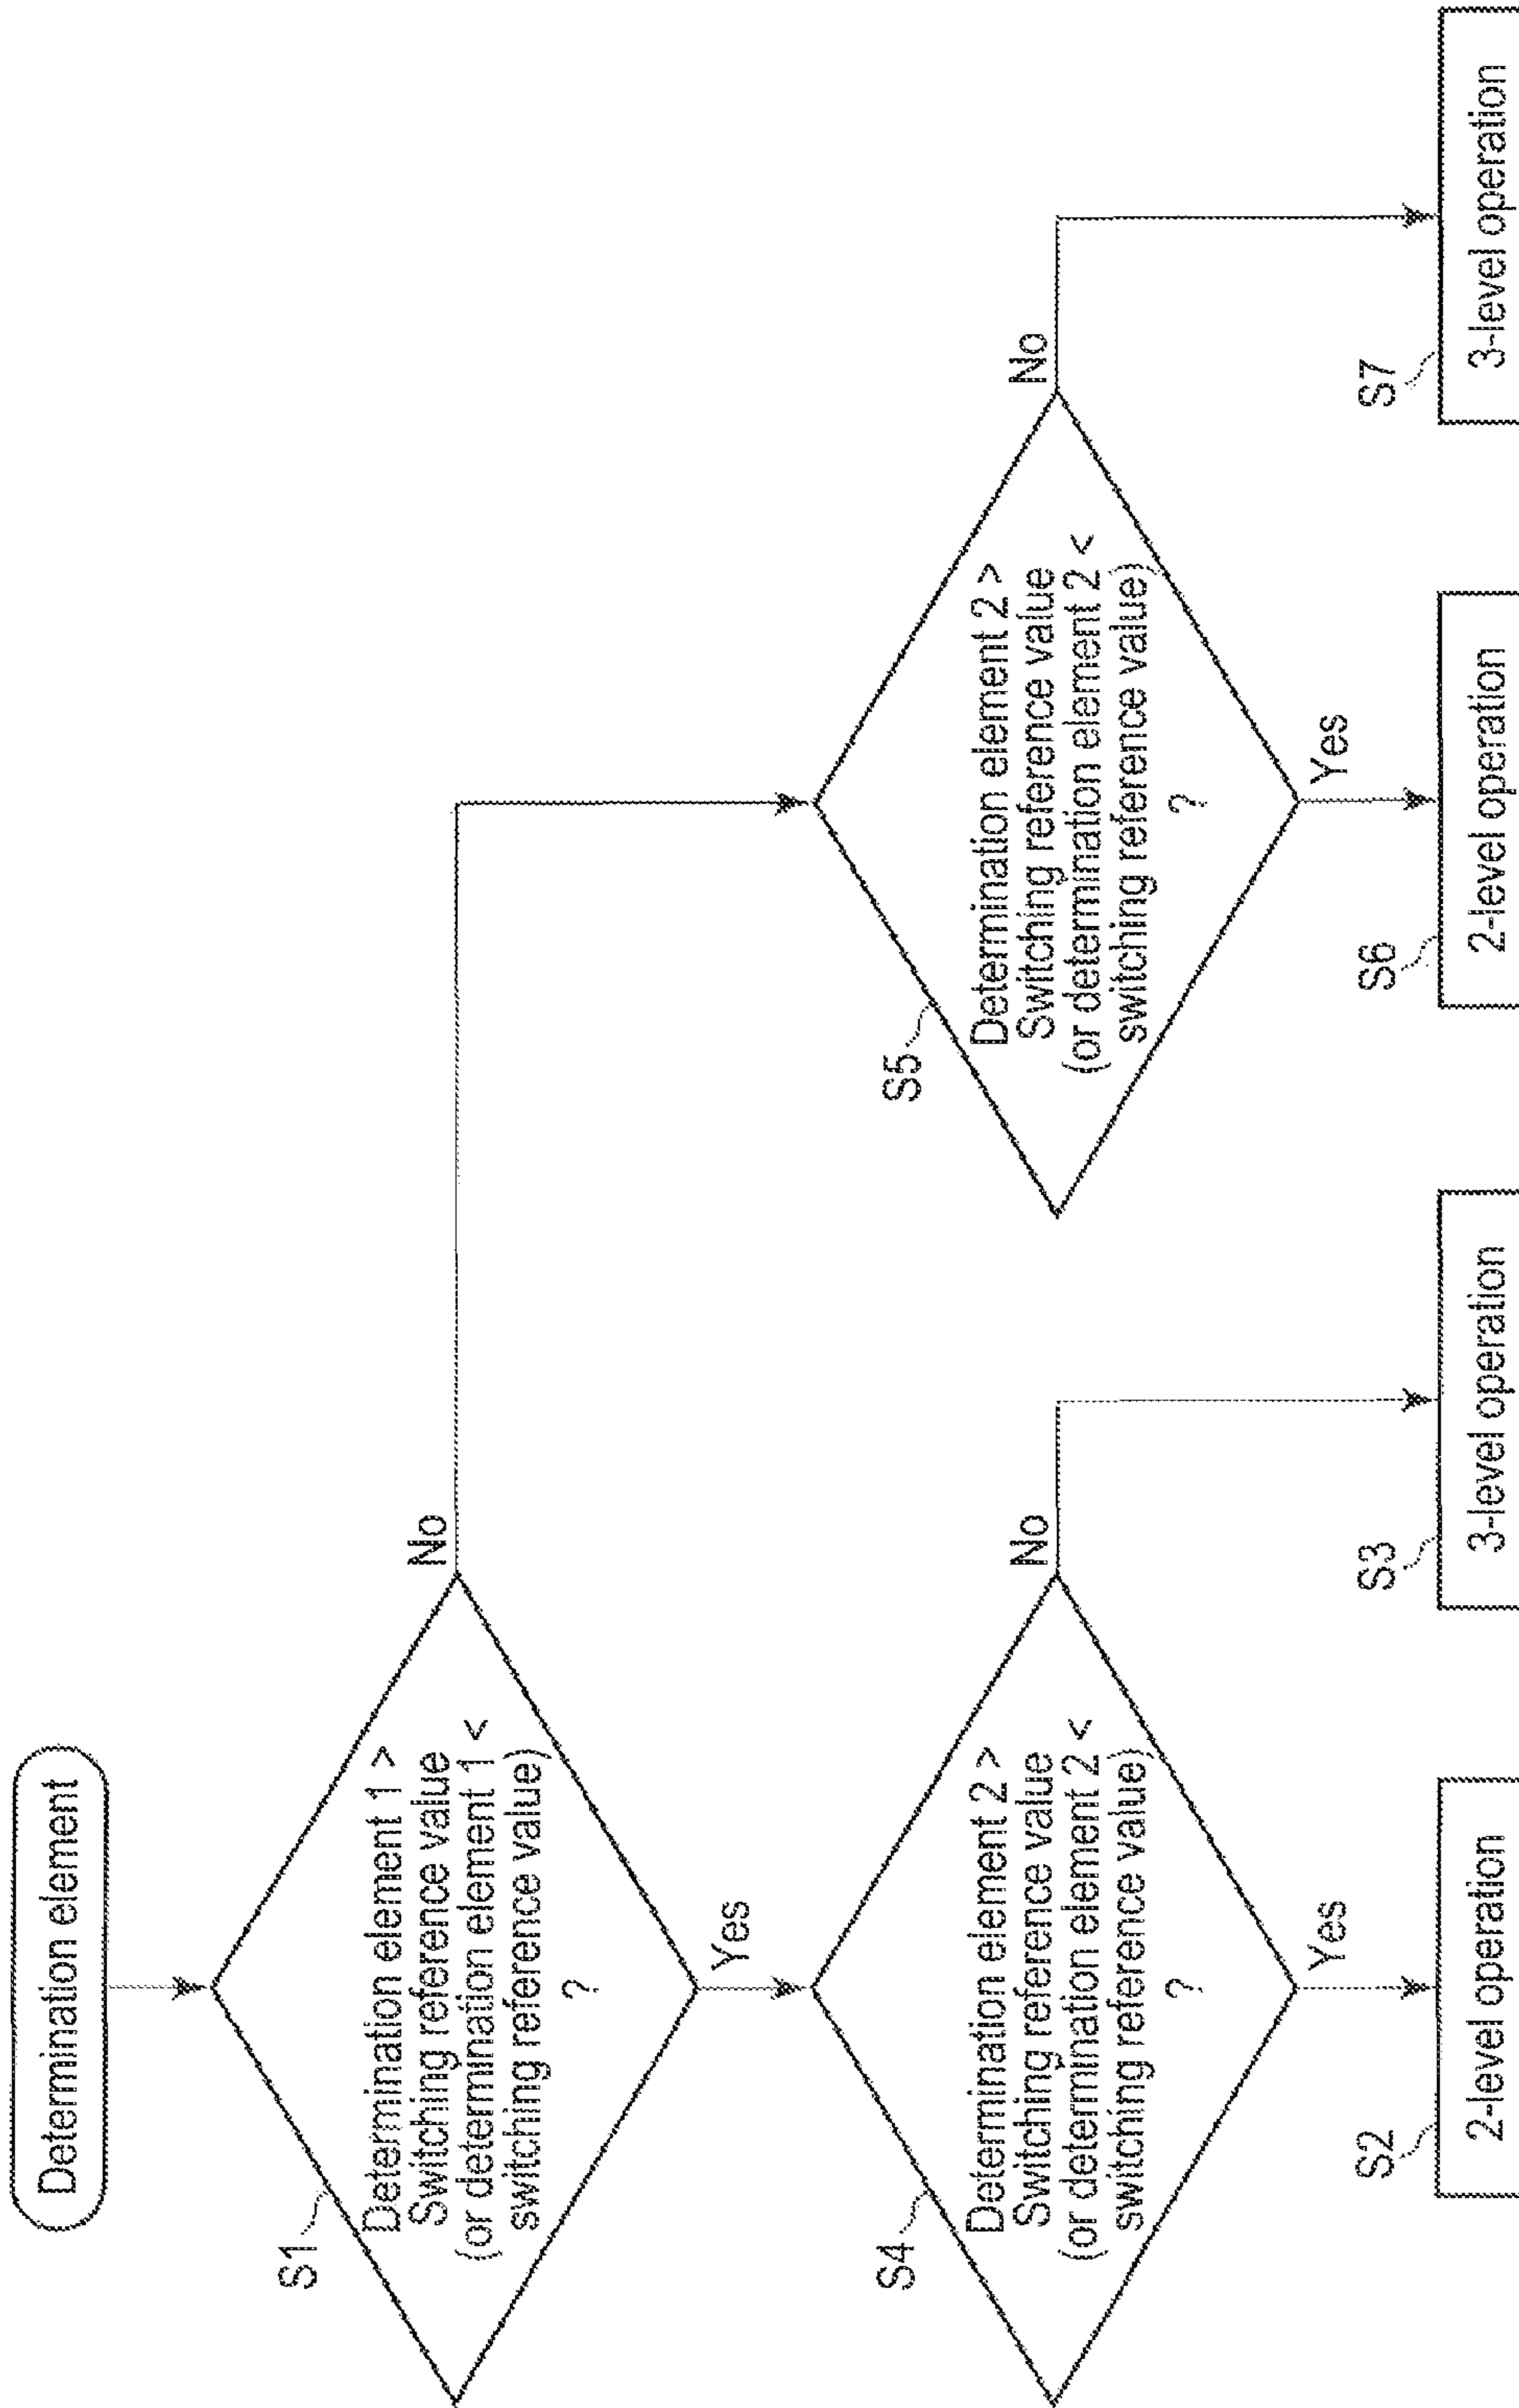 Determination element
S1
Determination element 1 >
Switching reference value
(or determination element 1 <
switching reference value)
?
No
Yes
S4
Determination element 2 >
Switching reference value
(or determination element 2 <
switching reference value)
?
No
Yes
S5
Determination element 2 >
Switching reference value
(or determination element 2 <
switching reference value)
?
No
Yes
S2
2-level operation
S3
3-level operation
S6
2-level operation
S7
3-level operation